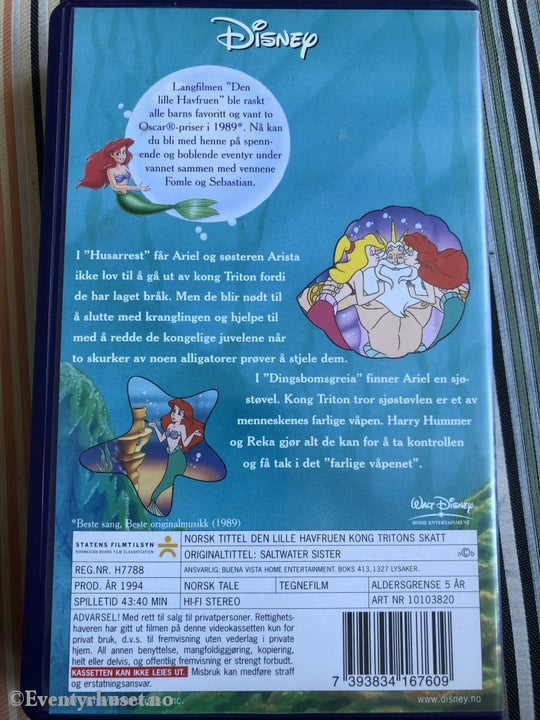 Disney
Langfilmen "Den
lille Havfruen" ble raskt
alle barns favoritt og vant to
Oscar®-priser i 1989*. Nå kan
du bli med henne på spenn-
ende og boblende eventyr under
vannet sammen med vennene
Fomle og Sebastian.
I "Husarrest" får Ariel og søsteren Arista
ikke lov til å gå ut av kong Triton fordi
de har laget bråk. Men de blir nødt til
å slutte med kranglingen og hjelpe til
med å redde de kongelige juvelene når
to skurker av noen alligatorer prøver å stjele dem.
I "Dingsbomsgreia" finner Ariel en sjø-
støvel. Kong Triton tror sjøstøvlen er et av
menneskenes farlige våpen. Harry Hummer
og Reka gjør alt de kan for å ta kontrollen
og få tak i det "farlige våpenet".
Walt Disney
HOME ENTERTAINMENT
*Beste sang, Beste originalmusikk (1989)
STATENS FILMTILSYN
NORWEGIAN BOARD FILM CLASSIFICATION
NORSK TITTEL DEN LILLE HAVFRUEN KONG TRITONS SKATT
ORIGINALTITTEL: SALTWATER SISTER
n©b
REG.NR. H7788
ANSVARLIG: BUENA VISTA HOME ENTERTAINMENT. BOKS 413,1327 LYSAKER.
PROD. ÅR 1994
NORSK TALE
TEGNEFILM
ALDERSGRENSE 5 ÅR
SPILLETID 43:40 MIN
HI-FI STEREO
ART NR 10103820
ADVARSEL! Med rett til salg til privatpersoner. Rettighets-
haveren har gitt ut filmen på denne videokassetten kun for
privat bruk, d.v.s. til fremvisning uten vederlag i privat
hjem. All annen benyttelse, mangfoldiggjøring, kopiering,
helt eller delvis, og offentlig fremvisning er strengt forbudt.
KASSETTEN KAN IKKE LEIES UT. Misbruk kan medføre straff
og erstatningsansvar.
7 393834 167609
© Eventyrhuset.no
Inc.
www.disney.no